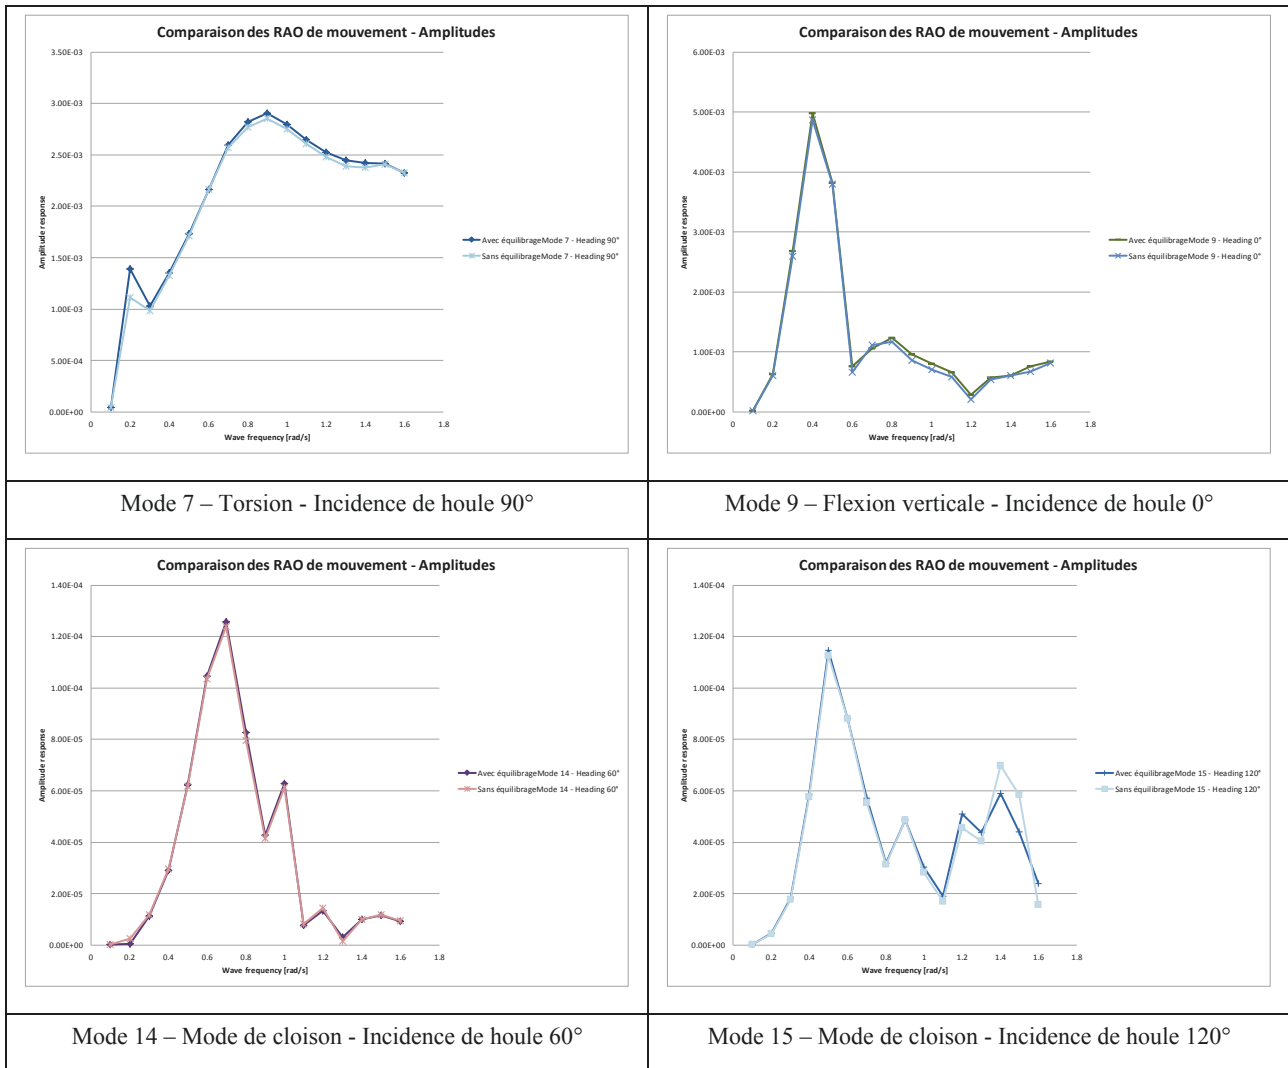 Comparaison des RAO de mouvement - Amplitudes
3.50E-03
3.00E-03
2.50E-03
2.00E-03
1.50E-03
1.00E-03
5.00E-04
0.00E+00
Amplitude response
0 0.2 0.4 0.6 0.8 1 1.2 1.4 1.6 1.8
Wave frequency [rad/s]
Avec équilibrageMode 7 - Heading 90°
Sans équilibrageMode 7 - Heading 90°
Mode 7 – Torsion - Incidence de houle 90°
Comparaison des RAO de mouvement - Amplitudes
6.00E-03
5.00E-03
4.00E-03
3.00E-03
2.00E-03
1.00E-03
0.00E+00
Amplitude response
0 0.2 0.4 0.6 0.8 1 1.2 1.4 1.6 1.8
Wave frequency [rad/s]
Avec équilibrageMode 9 - Heading 0°
Sans équilibrageMode 9 - Heading 0°
Mode 9 – Flexion verticale - Incidence de houle 0°
Comparaison des RAO de mouvement - Amplitudes
1.40E-04
1.20E-04
1.00E-04
8.00E-05
6.00E-05
4.00E-05
2.00E-05
0.00E+00
Amplitude response
0 0.2 0.4 0.6 0.8 1 1.2 1.4 1.6 1.8
Wave frequency [rad/s]
Avec équilibrageMode 14 - Heading 60°
Sans équilibrageMode 14 - Heading 60°
Mode 14 – Mode de cloison - Incidence de houle 60°
Comparaison des RAO de mouvement - Amplitudes
1.40E-04
1.20E-04
1.00E-04
8.00E-05
6.00E-05
4.00E-05
2.00E-05
0.00E+00
Amplitude response
0 0.2 0.4 0.6 0.8 1 1.2 1.4 1.6 1.8
Wave frequency [rad/s]
Avec équilibrageMode 15 - Heading 120°
Sans équilibrageMode 15 - Heading 120°
Mode 15 – Mode de cloison - Incidence de houle 120°